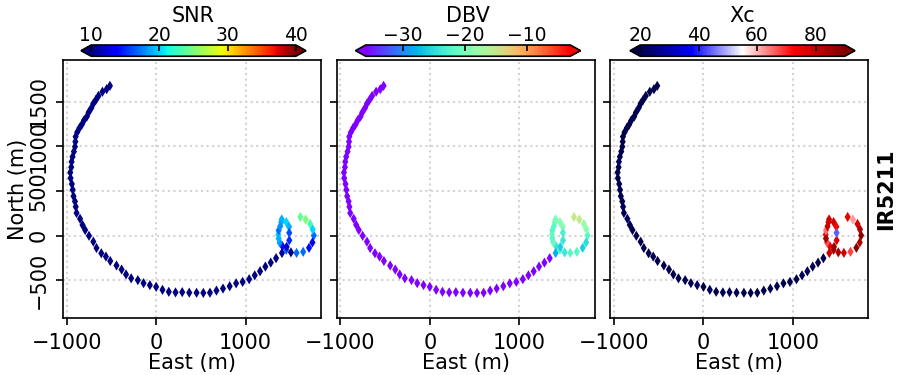 SNR DBV Xc
10 20 30 40 −30 −20 −10 20 40 60 80
1500
1000
500
0
−500
North (m)
IR5211
−1000 0 1000 −1000 0 1000 −1000 0 1000
East (m) East (m) East (m)